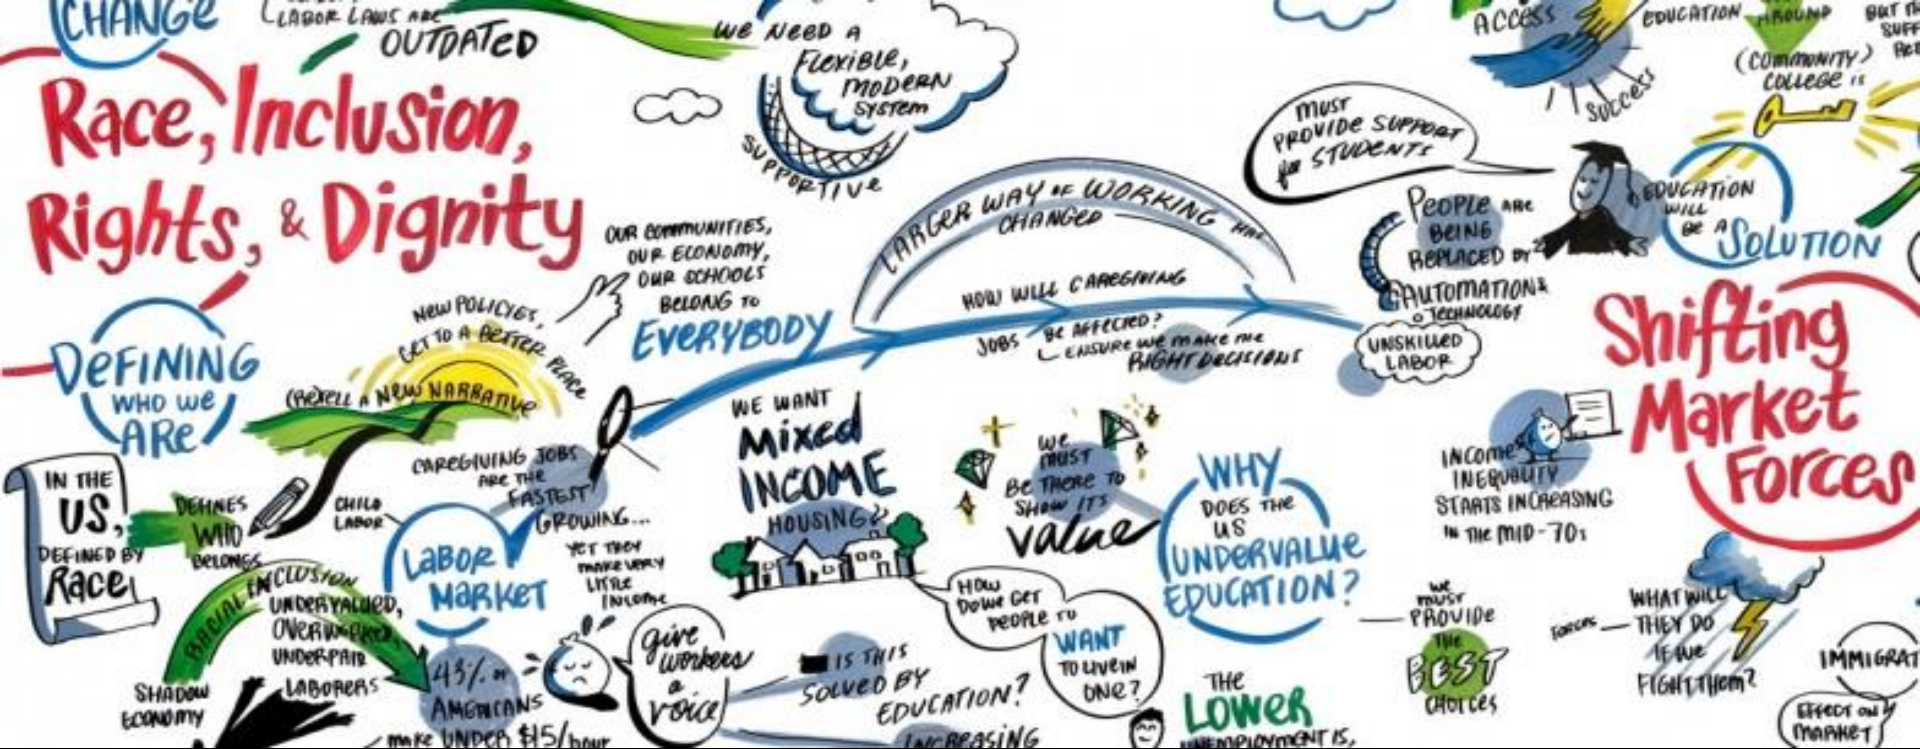 CHANGE
LABOR LAWS ARE
OUTDATED
Race, Inclusion,
Rights, & Dignity
DEFINING
WHO WE
ARE
IN THE
US,
DEFINED BY
Race
DEFINES
WHO
BELONGS
(RE)TELL A NEW NARRATIVE
NEW POLICIES,
GET TO A BETTER PLACE
OUR COMMUNITIES,
OUR ECONOMY,
OUR SCHOOLS
BELONG TO
EVERYBODY
WE NEED A
FLEXIBLE,
MODERN
SYSTEM
SUPPORTIVE
LARGER WAY OF WORKING HAS
CHANGED
HOW WILL CAREGIVING
JOBS BE AFFECTED?
ENSURE WE MAKE THE
RIGHT DECISIONS
CAREGIVING JOBS
ARE THE
FASTEST
GROWING...
YET THEY
MAKE VERY
LITTLE
INCOME
CHILD
LABOR
LABOR
MARKET
RACIAL INCLUSION
UNDERVALUED,
OVERWORKED,
UNDERPAID
LABORERS
SHADOW
ECONOMY
43% OF
AMERICANS
MAKE UNDER $15/hour
give
workers
a
voice
IS THIS
SOLVED BY
EDUCATION?
INCREASING
WE WANT
Mixed
INCOME
HOUSING
HOW
DO WE GET
PEOPLE TO
WANT
TO LIVE IN
ONE?
WE
MUST
BE THERE TO
SHOW ITS
value
WHY
DOES THE
US
UNDERVALUE
EDUCATION?
THE
LOWER
UNEMPLOYMENT IS,
WE
MUST
PROVIDE
THE
BEST
CHOICES
MUST
PROVIDE SUPPORT
for STUDENTS
ACCESS
SUCCESS
EDUCATION
AROUND
(COMMUNITY)
COLLEGE IS
BUT
EDUCATION
WILL
BE A SOLUTION
PEOPLE ARE
BEING
REPLACED BY
AUTOMATION &
TECHNOLOGY
UNSKILLED
LABOR
Shifting
Market
Forces
INCOME
INEQUALITY
STARTS INCREASING
IN THE MID-70s
FORCES
WHAT WILL
THEY DO
IF WE
FIGHT THEM?
IMMIGRAT
EFFECT ON
MARKET